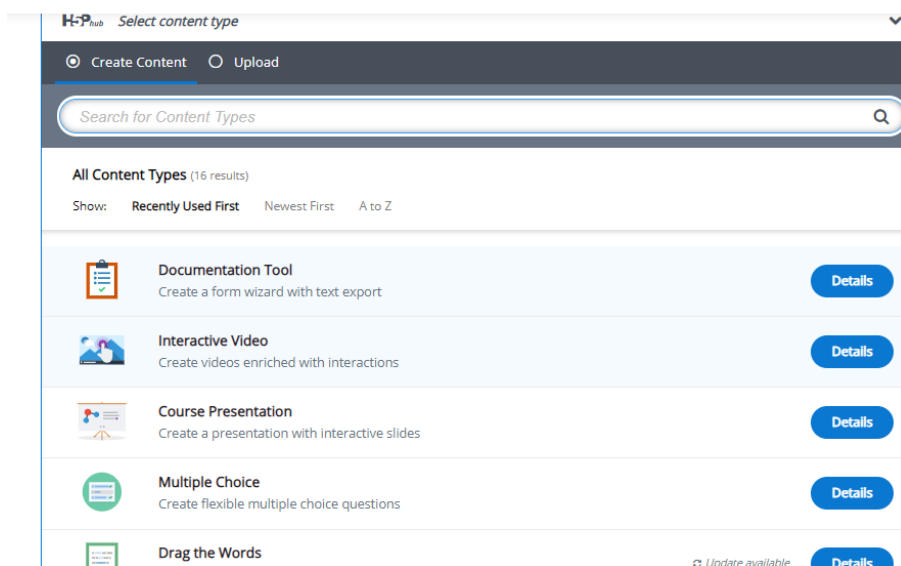 H5P hub Select content type
Create Content Upload
Search for Content Types
All Content Types (16 results)
Show: Recently Used First Newest First A to Z
Documentation Tool
Create a form wizard with text export
Details
Interactive Video
Create videos enriched with interactions
Details
Course Presentation
Create a presentation with interactive slides
Details
Multiple Choice
Create flexible multiple choice questions
Details
Drag the Words
Update available Details